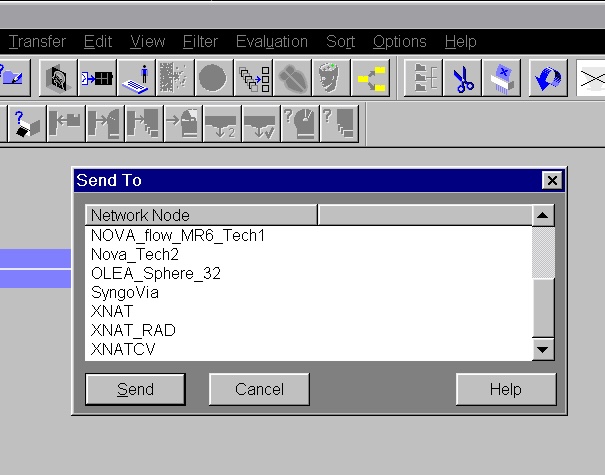 Transfer Edit View Filter Evaluation Sort Options Help
?
? 2 ? ?
Send To
Network Node
NOVA_flow_MR6_Tech1
Nova_Tech2
OLEA_Sphere_32
SyngoVia
XNAT
XNAT_RAD
XNATCV
Send Cancel Help